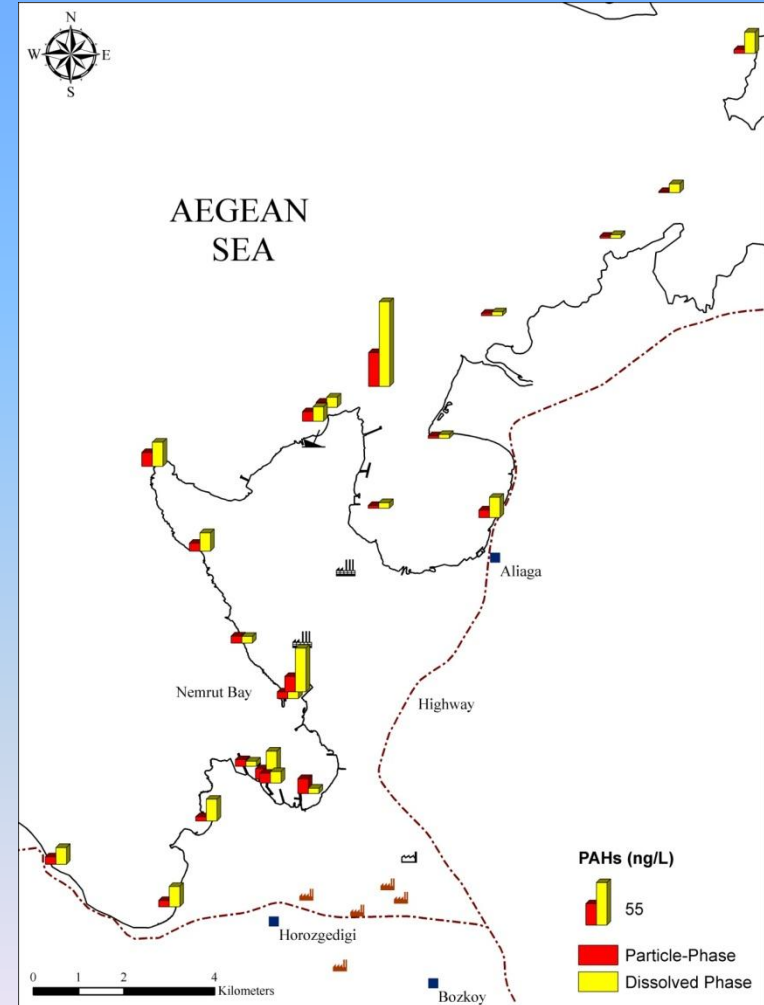 N
W E
S
AEGEAN
SEA
Aliaga
Nemrut Bay
Highway
PAHs (ng/L)
55
Particle-Phase
Dissolved Phase
Horozgedigi
Bozkoy
0 1 2 4
Kilometers